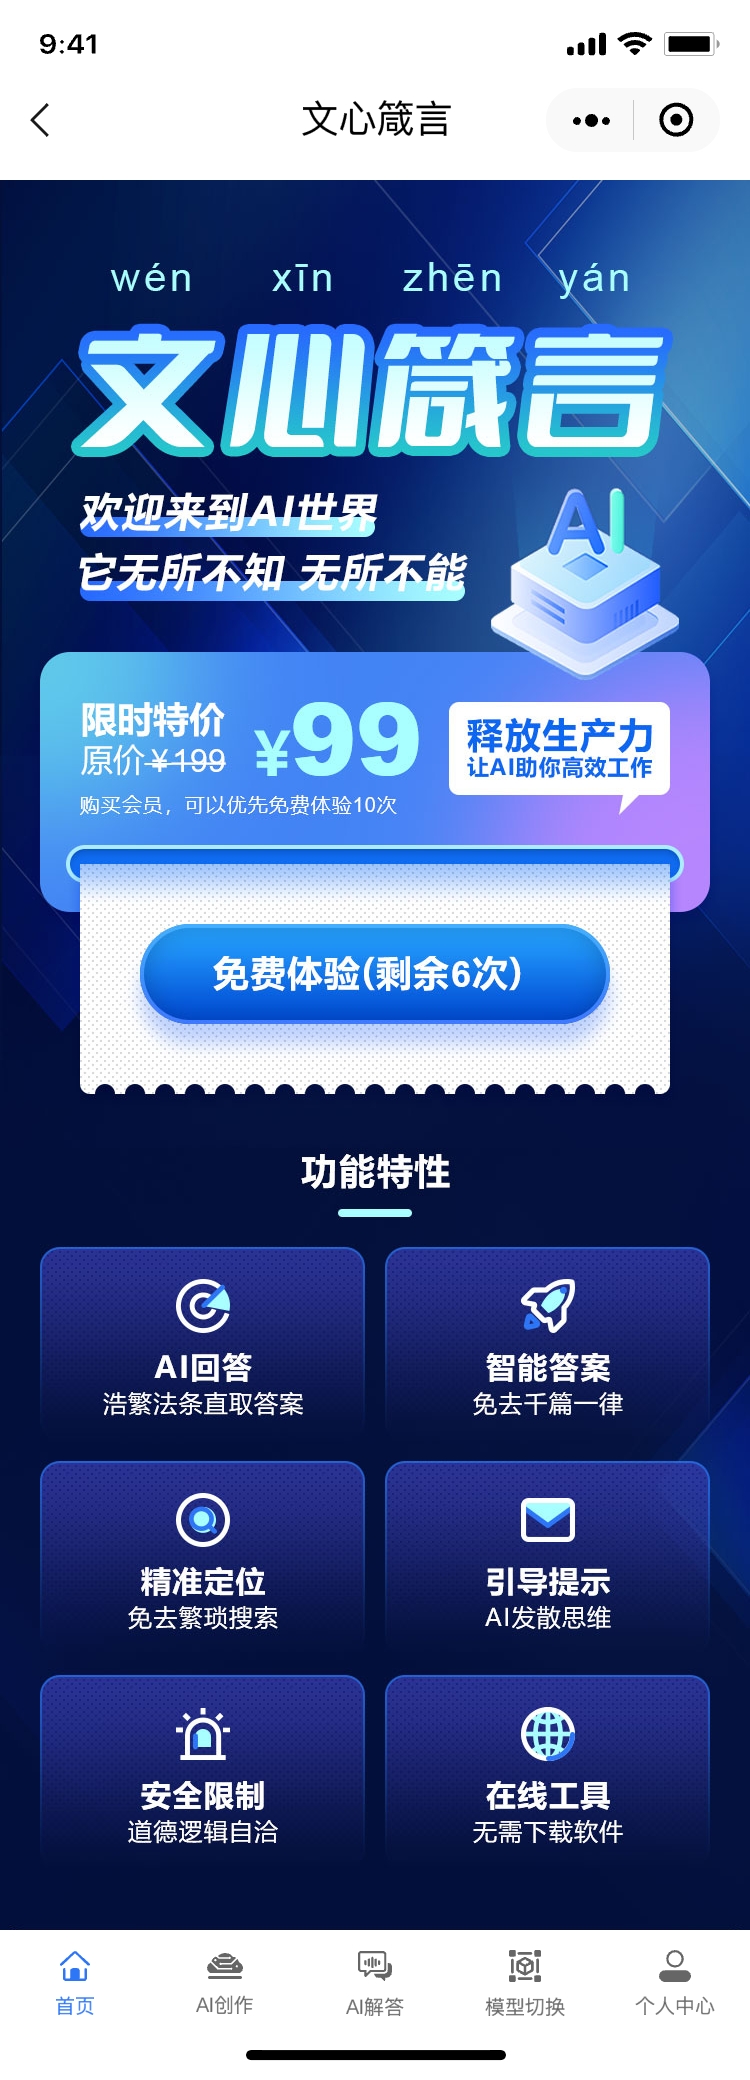 9:41
文心箴言
wén xīn zhēn yán
文心箴言
欢迎来到AI世界
它无所不知 无所不能
AI
限时特价
原价¥199
¥99
购买会员，可以优先免费体验10次
释放生产力
让AI助你高效工作
免费体验(剩余6次)
功能特性
AI回答
浩繁法条直取答案
智能答案
免去千篇一律
精准定位
免去繁琐搜索
引导提示
AI发散思维
安全限制
道德逻辑自洽
在线工具
无需下载软件
首页
AI创作
AI解答
模型切换
个人中心